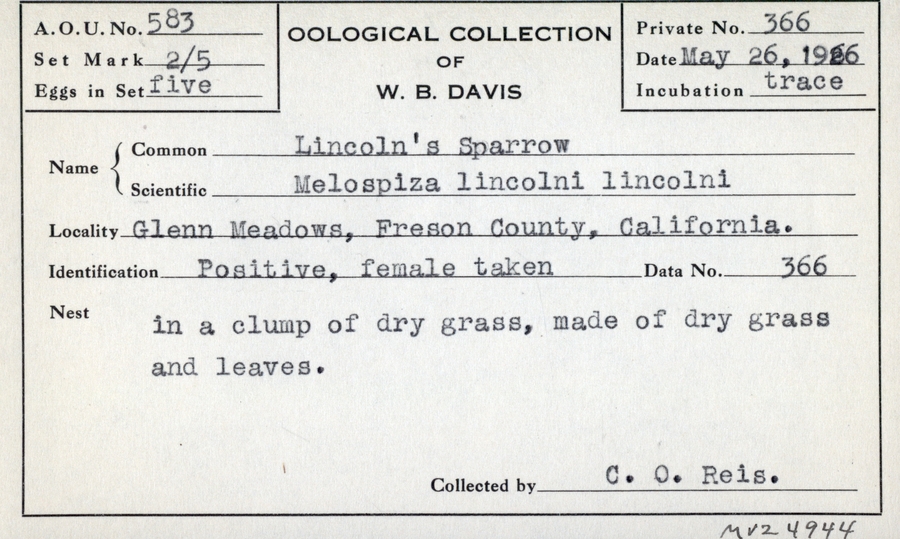 A.O.U. No. 583
Set Mark 2/5
Eggs in Set five
OOLOGICAL COLLECTION
OF
W. B. DAVIS
Private No. 366
Date May 26, 1926
Incubation trace
Name
Common Lincoln's Sparrow
Scientific Melospiza lincolni lincolni
Locality Glenn Meadows, Freson County, California.
Identification Positive, female taken Data No. 366
Nest
in a clump of dry grass, made of dry grass
and leaves.
Collected by C. O. Reis.
MVZ 4944